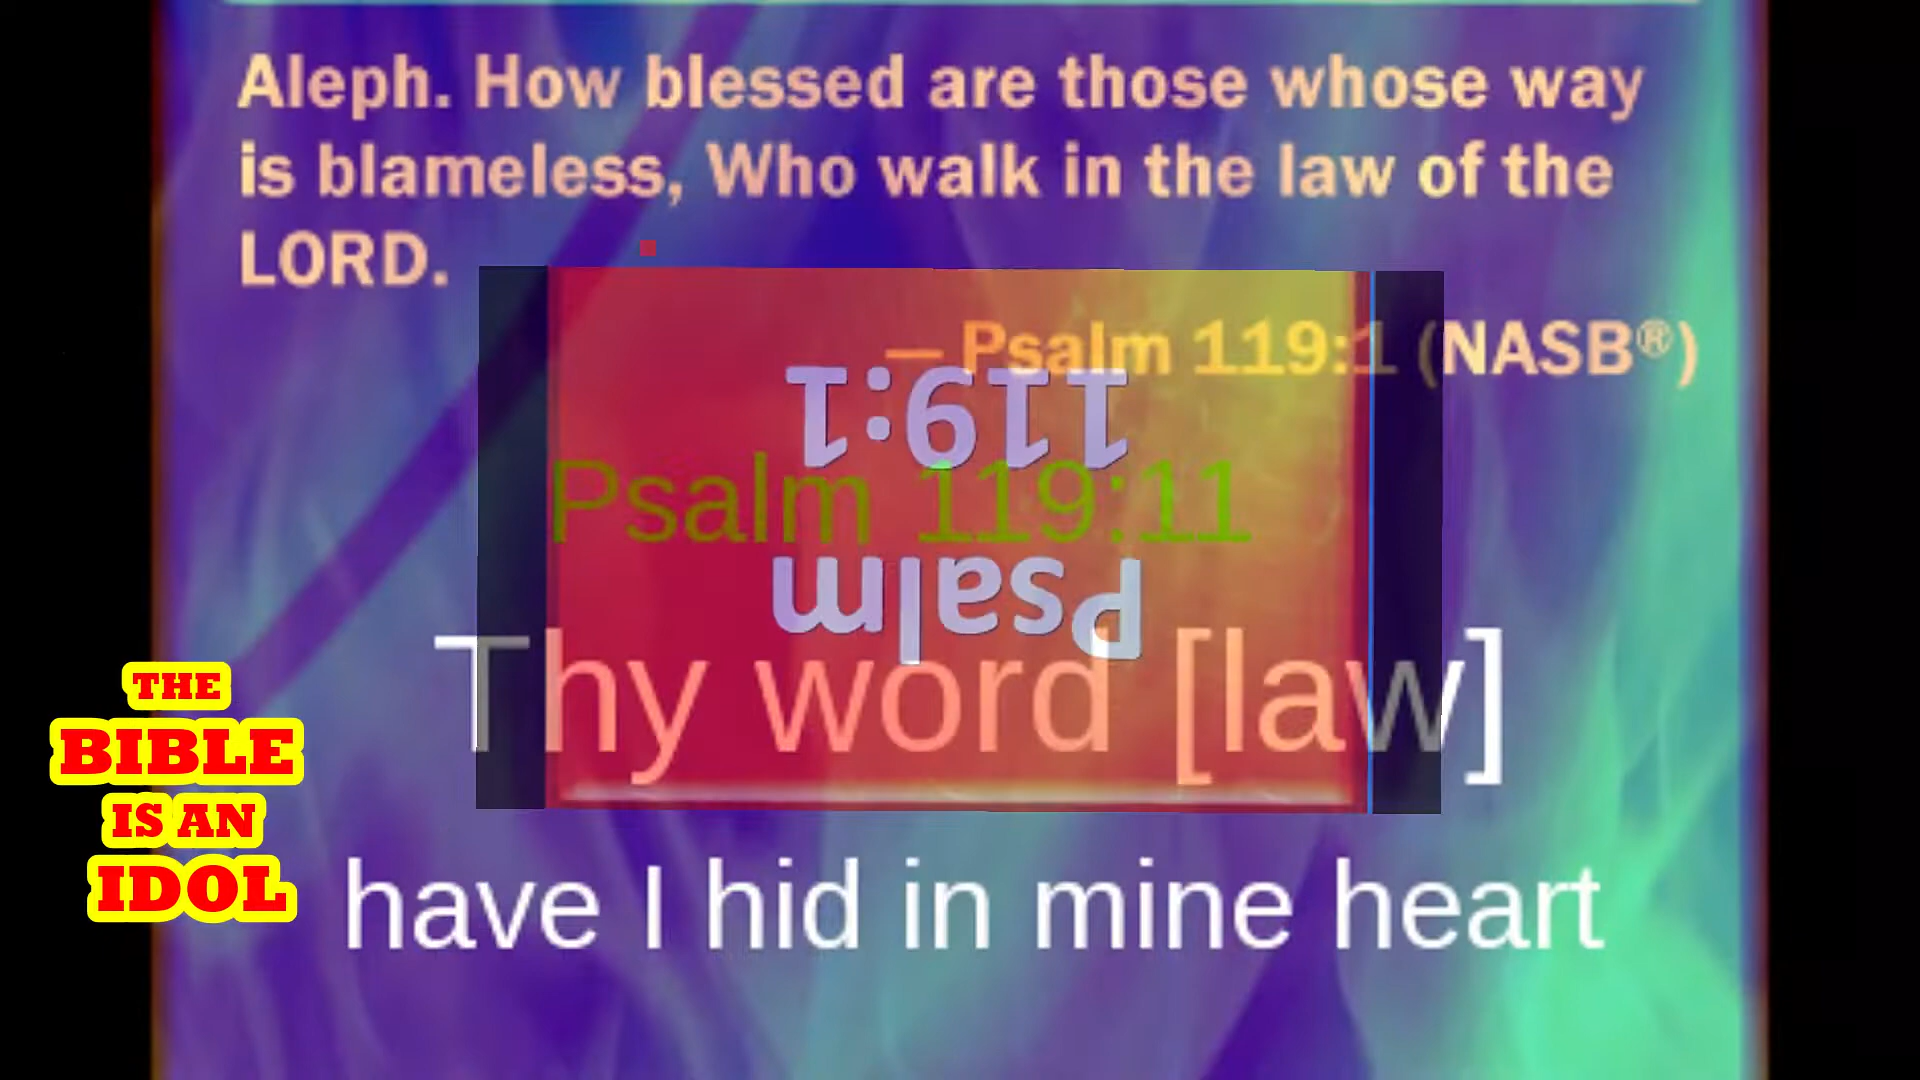 Aleph. How blessed are those whose way
is blameless, Who walk in the law of the
LORD.
— Psalm 119:1 (NASB®)
Psalm
119:1
Psalm 119:11
Thy word [law]
have I hid in mine heart
THE
BIBLE
IS AN
IDOL